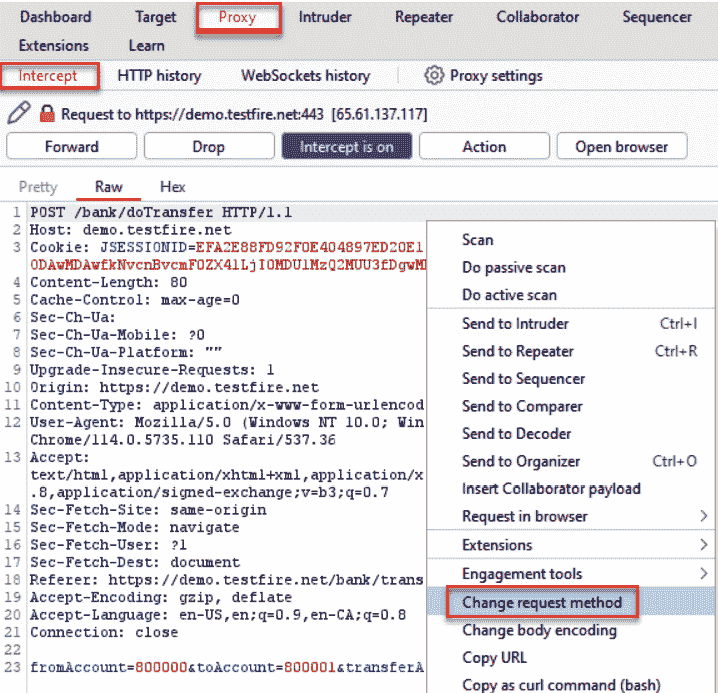 Dashboard Target Proxy Intruder Repeater Collaborator Sequencer
Extensions Learn
Intercept HTTP history WebSockets history Proxy settings
Request to https://demo.testfire.net:443 [65.61.137.117]
Forward Drop Intercept is on Action Open browser
Pretty Raw Hex
1 POST /bank/doTransfer HTTP/1.1
2 Host: demo.testfire.net
3 Cookie: JSESSIONID=EFA2E88FD92F0E404897ED20E1
4 Content-Length: 80
5 Cache-Control: max-age=0
6 Sec-Ch-Ua:
7 Sec-Ch-Ua-Mobile: ?0
8 Sec-Ch-Ua-Platform: ""
9 Upgrade-Insecure-Requests: 1
10 Origin: https://demo.testfire.net
11 Content-Type: application/x-www-form-urlencod
12 User-Agent: Mozilla/5.0 (Windows NT 10.0; Win
Chrome/114.0.5735.110 Safari/537.36
13 Accept:
text/html,application/xhtml+xml,application/x
.8,application/signed-exchange;v=b3;q=0.7
14 Sec-Fetch-Site: same-origin
15 Sec-Fetch-Mode: navigate
16 Sec-Fetch-User: ?1
17 Sec-Fetch-Dest: document
18 Referer: https://demo.testfire.net/bank/trans
19 Accept-Encoding: gzip, deflate
20 Accept-Language: en-US,en;q=0.9,en-CA;q=0.8
21 Connection: close
22
23 fromAccount=800000&toAccount=800001&transferA
Scan
Do passive scan
Do active scan
Send to Intruder Ctrl+I
Send to Repeater Ctrl+R
Send to Sequencer
Send to Comparer
Send to Decoder
Send to Organizer Ctrl+O
Insert Collaborator payload
Request in browser
Extensions
Engagement tools
Change request method
Change body encoding
Copy URL
Copy as curl command (bash)